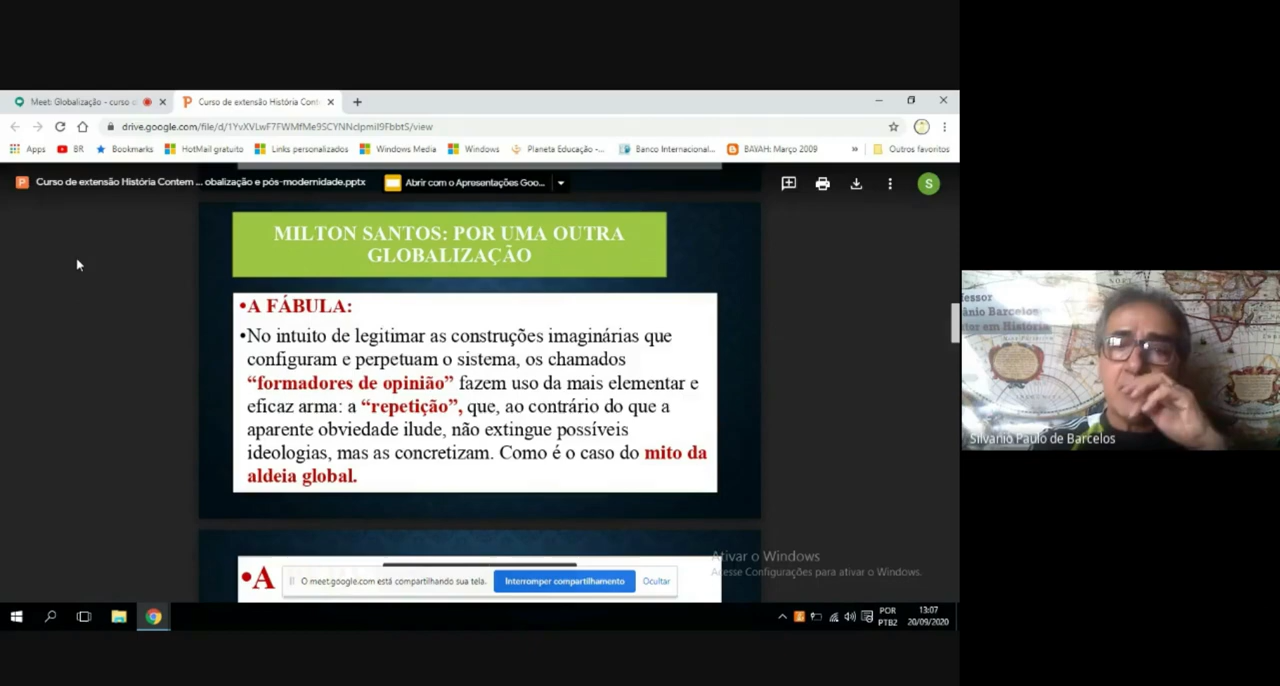 Meet: Globalização - curso d
Curso de extensão História Cont
drive.google.com/file/d/1YvXVLwF7FWMfMe9SCYNNclpmil9FbbtS/view
Apps
BR
Bookmarks
HotMail gratuito
Links personalizados
Windows Media
Windows
Planeta Educação -...
Banco Internacional...
BAYAH: Março 2009
»
Outros favoritos
P
Curso de extensão História Contem ... obalização e pós-modernidade.pptx
Abrir com o Apresentações Goo...
S
MILTON SANTOS: POR UMA OUTRA
GLOBALIZAÇÃO
•A FÁBULA:
•No intuito de legitimar as construções imaginárias que
configuram e perpetuam o sistema, os chamados
“formadores de opinião” fazem uso da mais elementar e
eficaz arma: a “repetição”, que, ao contrário do que a
aparente obviedade ilude, não extingue possíveis
ideologias, mas as concretizam. Como é o caso do mito da
aldeia global.
•A
O meet.google.com está compartilhando sua tela.
Interromper compartilhamento
Ocultar
Ativar o Windows
Acesse Configurações para ativar o Windows.
POR
PTB2
13:07
20/09/2020
essor
ânio Barcelos
tor em História
Silvanio Paulo de Barcelos